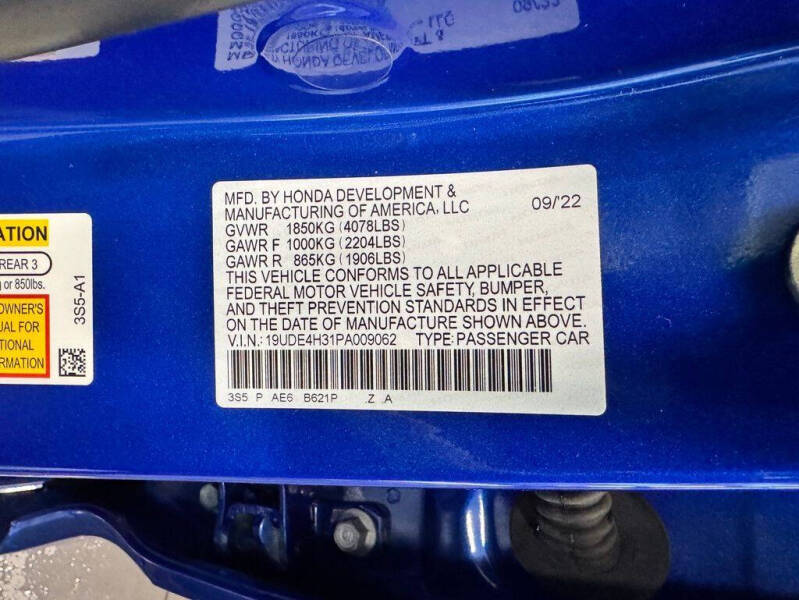 MFD. BY HONDA DEVELOPMENT &
MANUFACTURING OF AMERICA, LLC 09/'22
GVWR 1850KG (4078LBS)
GAWR F 1000KG (2204LBS)
GAWR R 865KG (1906LBS)
THIS VEHICLE CONFORMS TO ALL APPLICABLE
FEDERAL MOTOR VEHICLE SAFETY, BUMPER,
AND THEFT PREVENTION STANDARDS IN EFFECT
ON THE DATE OF MANUFACTURE SHOWN ABOVE.
V.I.N.: 19UDE4H31PA009062 TYPE: PASSENGER CAR
3S5 P AE6 B621P .Z .A
ATION
REAR 3
or 850lbs.
OWNER'S
UAL FOR
TIONAL
RMATION
3S5-A1